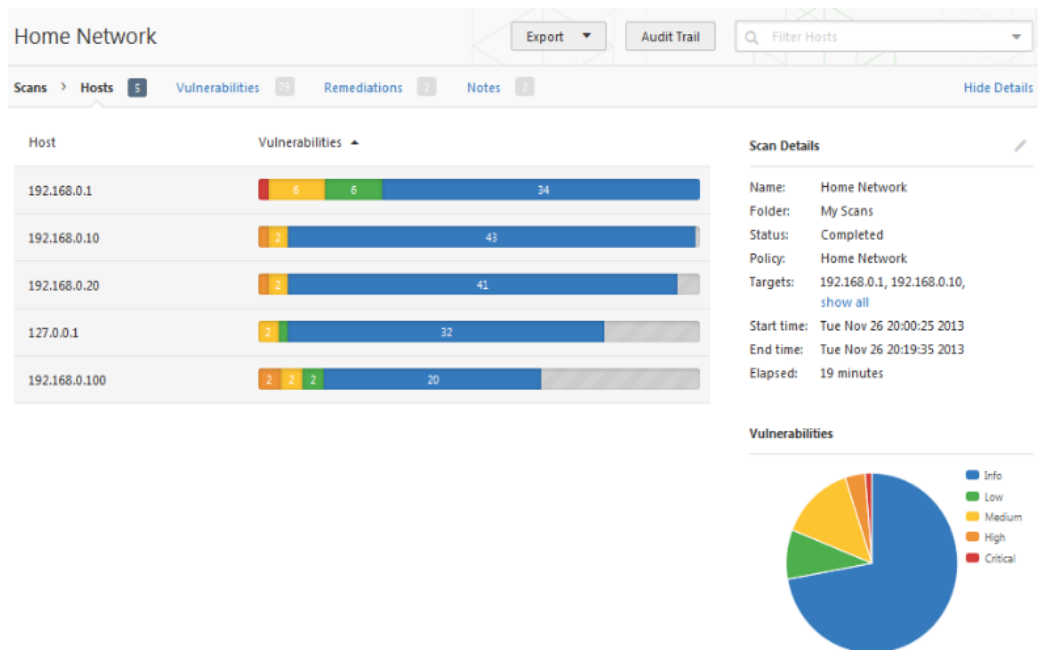 Home Network
Export
Audit Trail
Filter Hosts
Scans > Hosts 5 Vulnerabilities 79 Remediations 2 Notes 2
Hide Details
Host Vulnerabilities
192.168.0.1 6 6 34
192.168.0.10 2 43
192.168.0.20 2 41
127.0.0.1 2 32
192.168.0.100 2 2 2 20
Scan Details
Name: Home Network
Folder: My Scans
Status: Completed
Policy: Home Network
Targets: 192.168.0.1, 192.168.0.10,
show all
Start time: Tue Nov 26 20:00:25 2013
End time: Tue Nov 26 20:19:35 2013
Elapsed: 19 minutes
Vulnerabilities
Info
Low
Medium
High
Critical